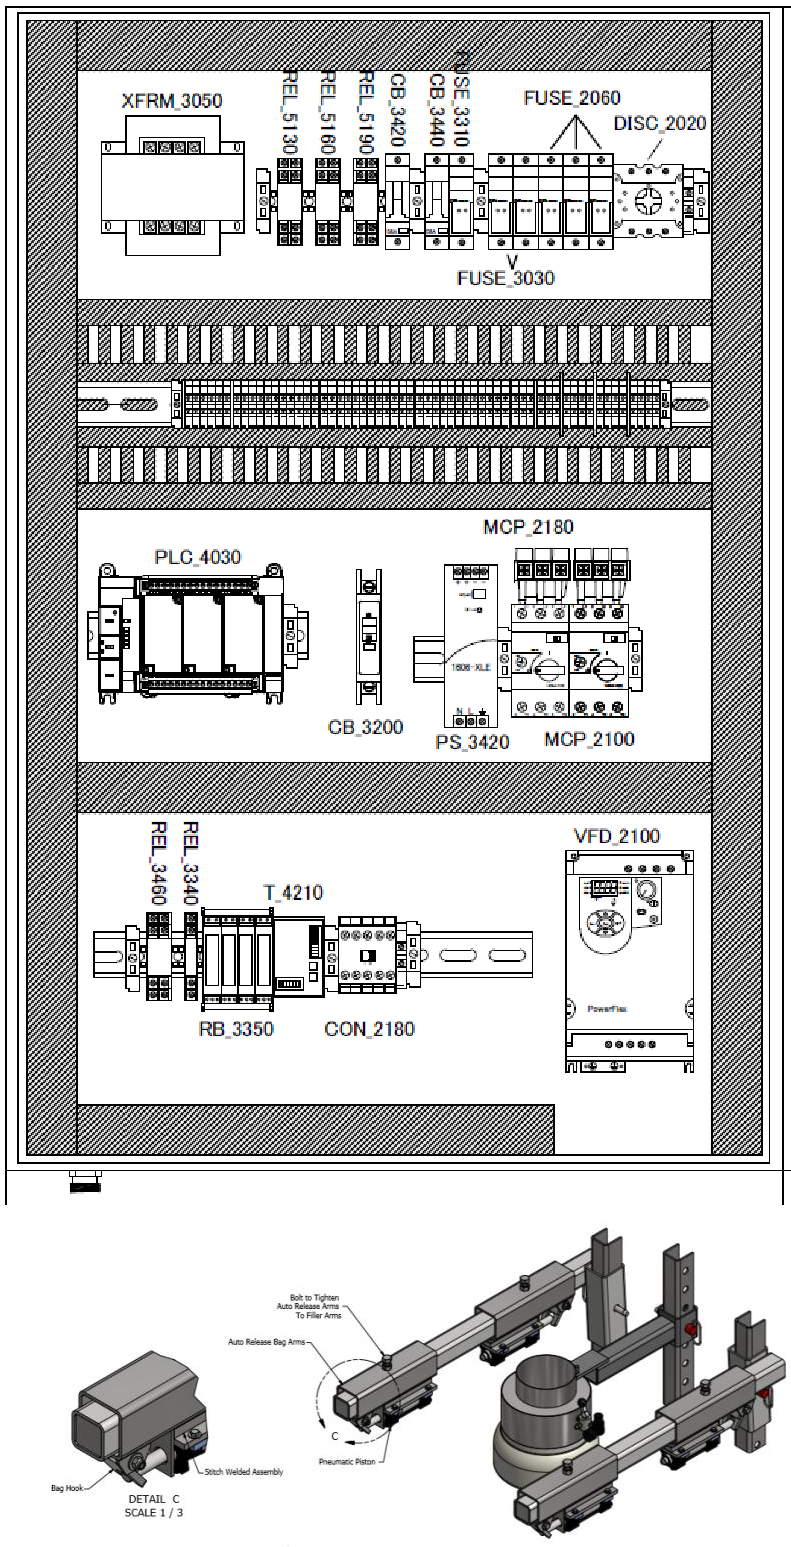 XFRM_3050
REL_5130
REL_5160
REL_5190
CB_3420
CB_3440
FUSE_3310
FUSE_2060
DISC_2020
FUSE_3030
PLC_4030
CB_3200
MCP_2180
1606-XLE
N L
PS_3420
MCP_2100
REL_3460
REL_3340
T_4210
RB_3350
CON_2180
VFD_2100
PowerFlex
Bolt to Tighten
Auto Release Arms
To Filler Arms
Auto Release Bag Arms
C
Pneumatic Piston
Bag Hook
Stitch Welded Assembly
DETAIL C
SCALE 1 / 3